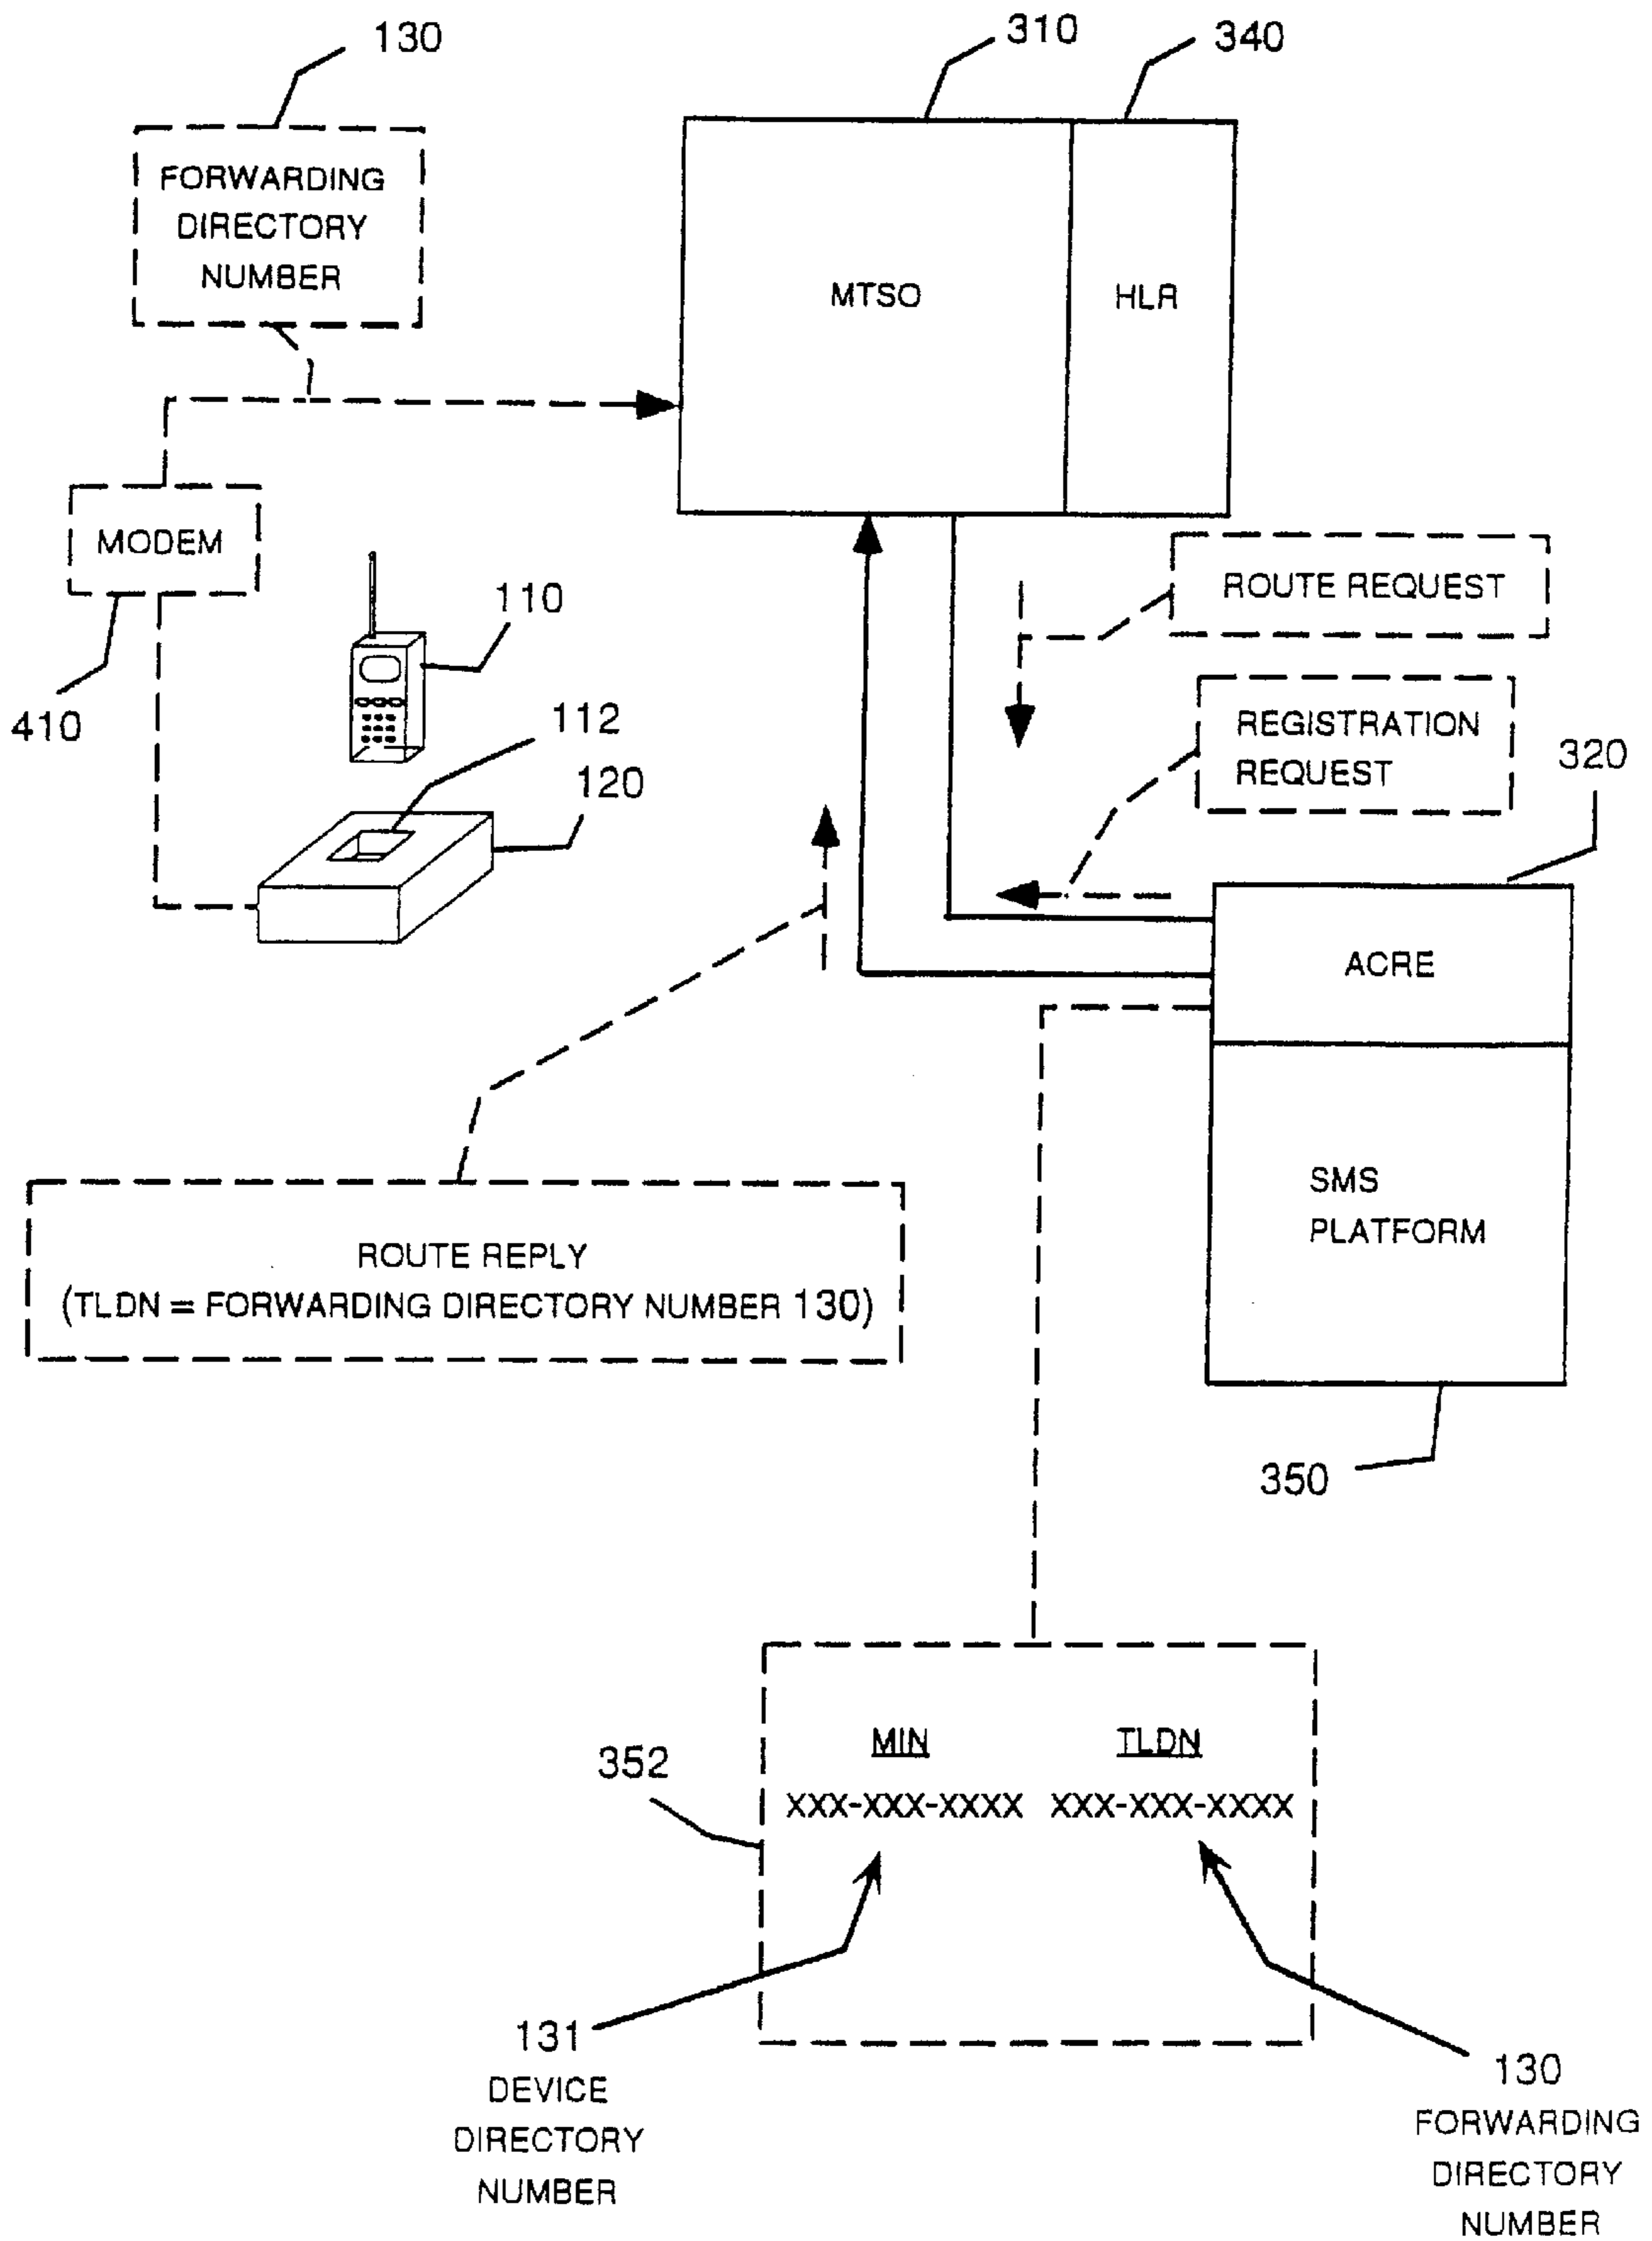 130
310
340
FORWARDING
DIRECTORY
NUMBER
MTSO
HLR
MODEM
ROUTE REQUEST
110
410
112
REGISTRATION
REQUEST
120
320
ACRE
SMS
PLATFORM
ROUTE REPLY
(TLDN = FORWARDING DIRECTORY NUMBER 130)
350
MIN TLDN
352
XXX-XXX-XXXX XXX-XXX-XXXX
131
DEVICE
DIRECTORY
NUMBER
130
FORWARDING
DIRECTORY
NUMBER